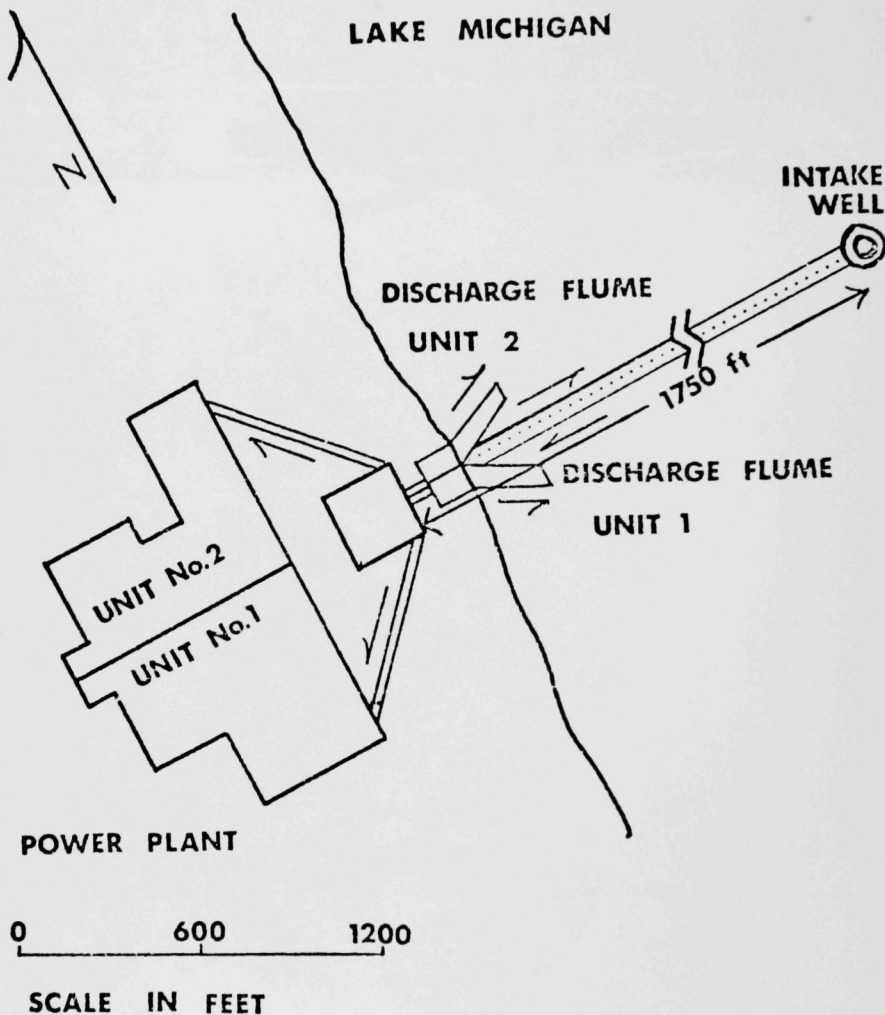 LAKE MICHIGAN
N
INTAKE
WELL
DISCHARGE FLUME
UNIT 2
1750 ft
DISCHARGE FLUME
UNIT 1
UNIT No.2
UNIT No.1
POWER PLANT
0 600 1200
SCALE IN FEET